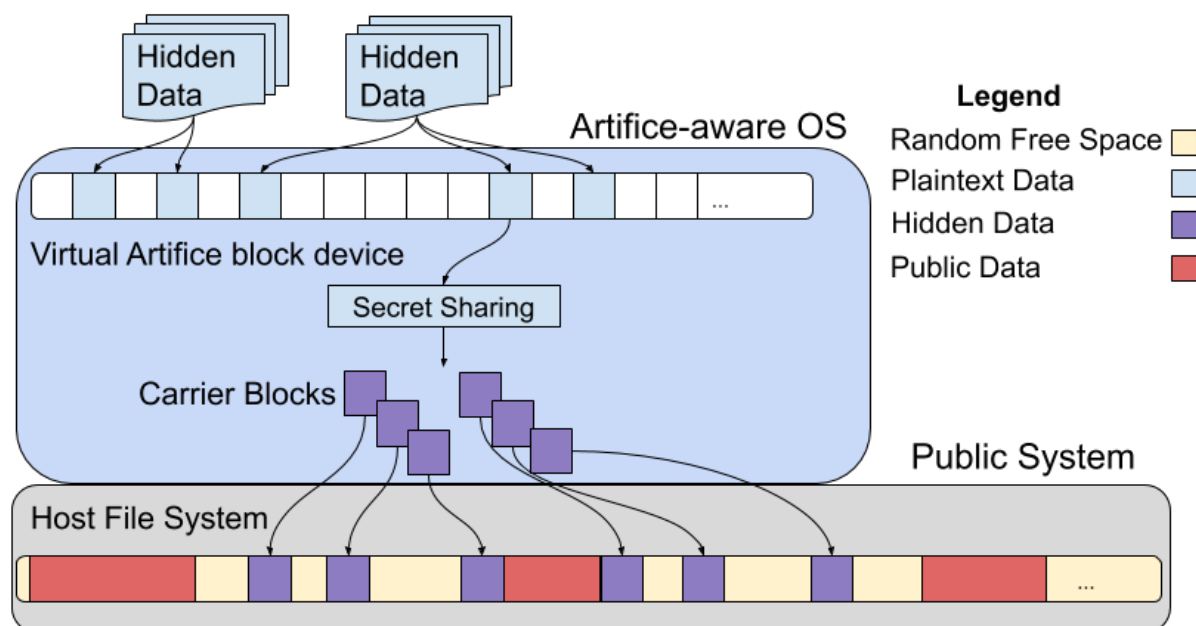 Hidden
Data
Hidden
Data
Artifice-aware OS
...
Virtual Artifice block device
Secret Sharing
Carrier Blocks
Legend
Random Free Space
Plaintext Data
Hidden Data
Public Data
Public System
Host File System
...